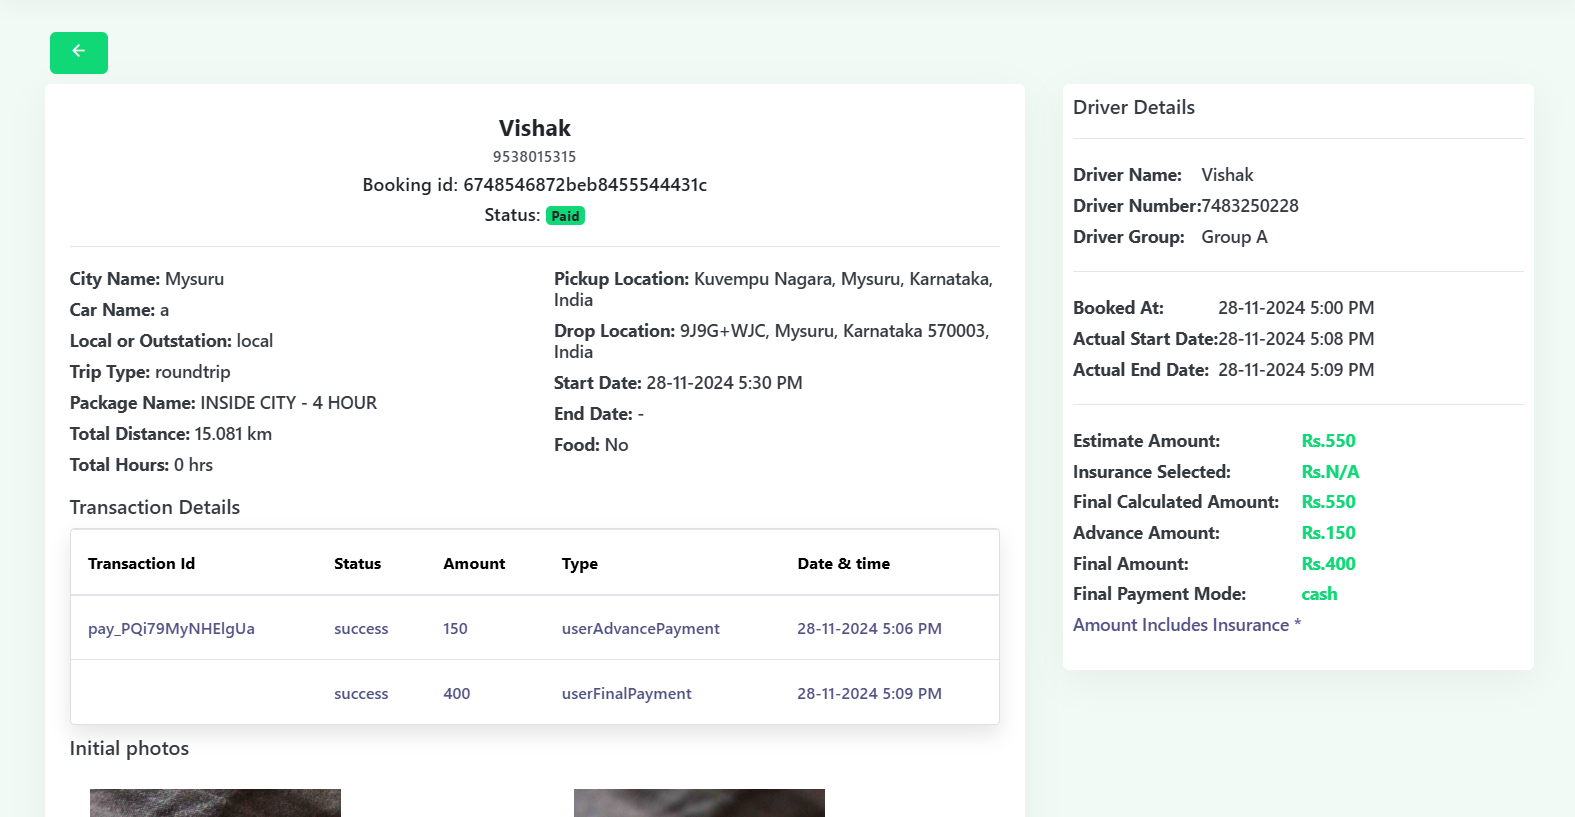 Vishak
9538015315
Booking id: 6748546872beb8455544431c
Status: Paid
City Name: Mysuru
Car Name: a
Local or Outstation: local
Trip Type: roundtrip
Package Name: INSIDE CITY - 4 HOUR
Total Distance: 15.081 km
Total Hours: 0 hrs
Pickup Location: Kuvempu Nagara, Mysuru, Karnataka,
India
Drop Location: 9J9G+WJC, Mysuru, Karnataka 570003,
India
Start Date: 28-11-2024 5:30 PM
End Date: -
Food: No
Transaction Details
Transaction Id Status Amount Type Date & time
pay_PQi79MyNHElgUa success 150 userAdvancePayment 28-11-2024 5:06 PM
success 400 userFinalPayment 28-11-2024 5:09 PM
Initial photos
Driver Details
Driver Name: Vishak
Driver Number:7483250228
Driver Group: Group A
Booked At: 28-11-2024 5:00 PM
Actual Start Date:28-11-2024 5:08 PM
Actual End Date: 28-11-2024 5:09 PM
Estimate Amount: Rs.550
Insurance Selected: Rs.N/A
Final Calculated Amount: Rs.550
Advance Amount: Rs.150
Final Amount: Rs.400
Final Payment Mode: cash
Amount Includes Insurance *